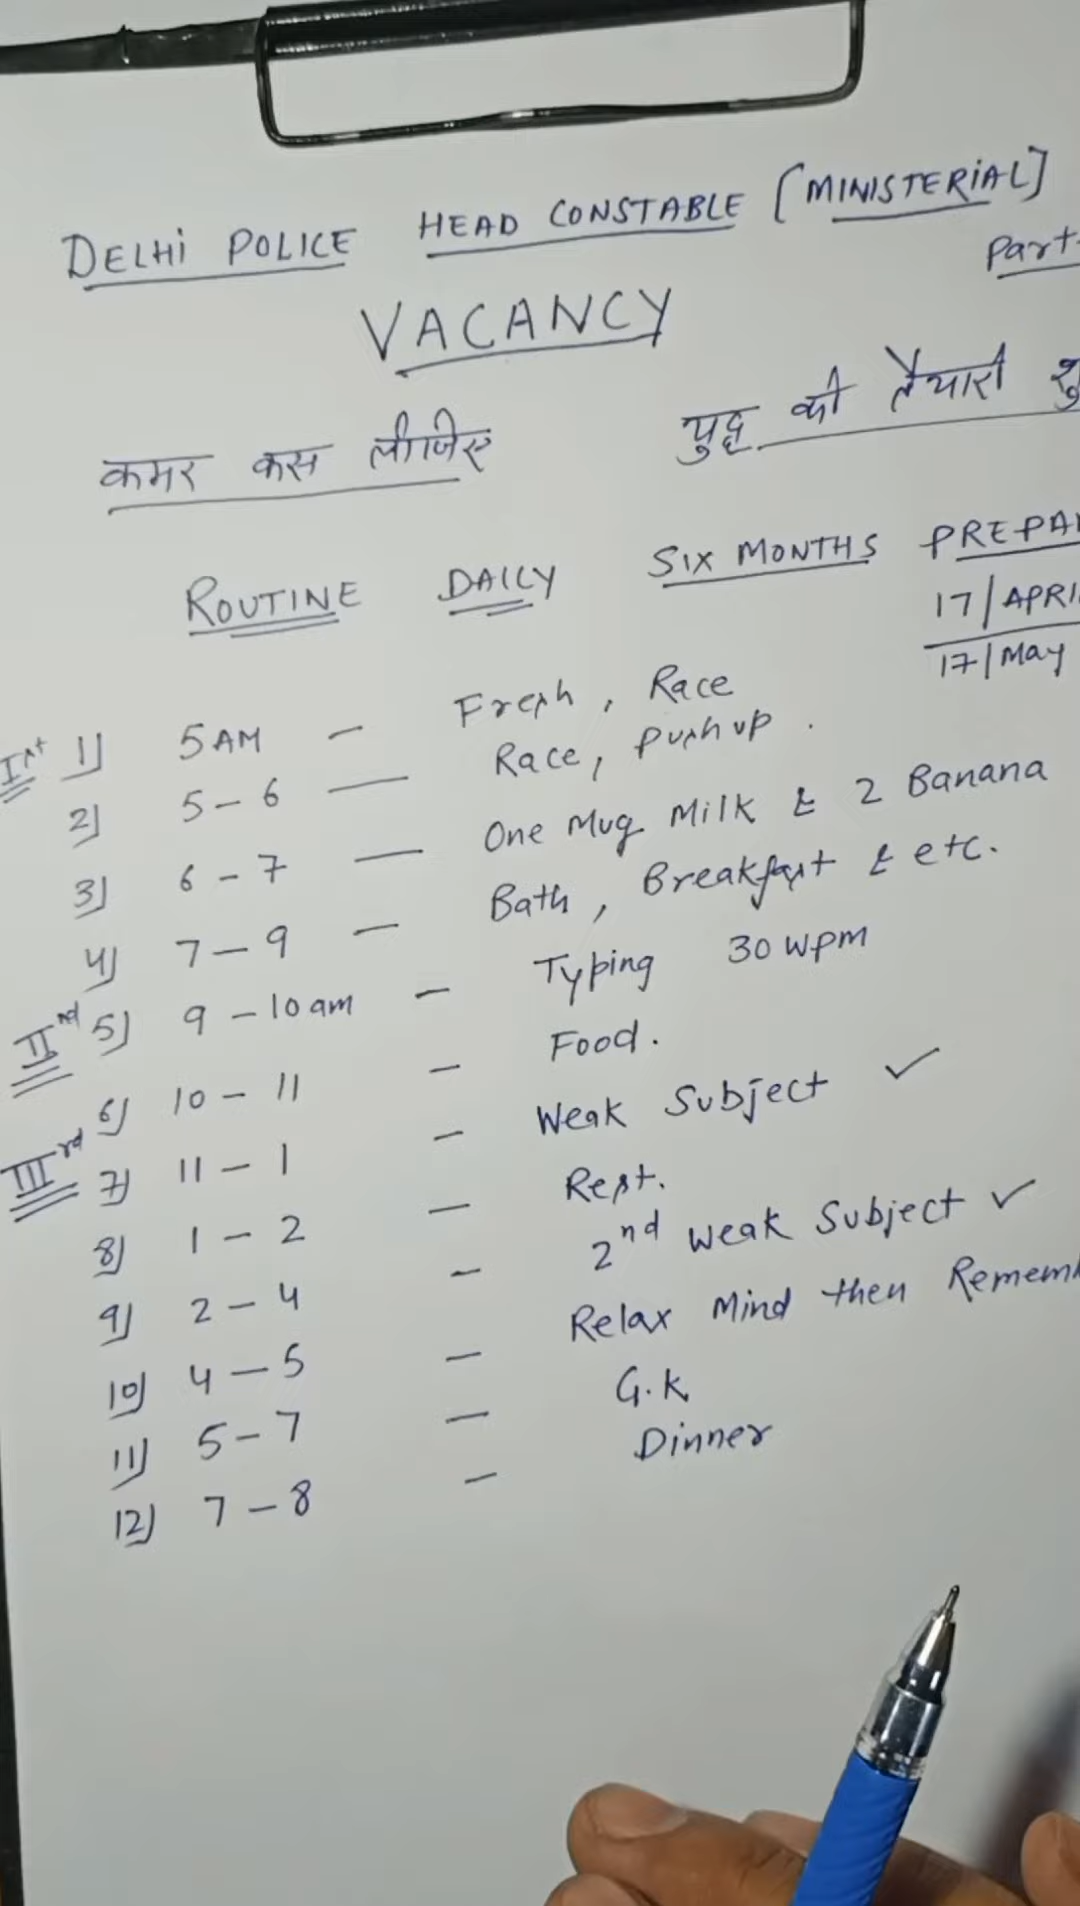 DELHI POLICE HEAD CONSTABLE [MINISTERIAL]
Part-
VACANCY
कमर कस लीजिए युद्ध की तैयारी
ROUTINE DAILY SIX MONTHS
17/APRIL
17/May
Ist 1) 5 AM — Fresh, Race
2) 5 - 6 — Race, Push up.
3) 6 - 7 — One Mug Milk & 2 Banana
4) 7 - 9 — Bath, Breakfast & etc.
IInd 5) 9 - 10 am — Typing 30 WPM
6) 10 - 11 — Food.
IIIrd 7) 11 - 1 — Weak Subject ✓
8) 1 - 2 — Rest.
9) 2 - 4 — 2nd weak Subject ✓
10) 4 - 5 — Relax Mind then
11) 5 - 7 — G.K
12) 7 - 8 — Dinner